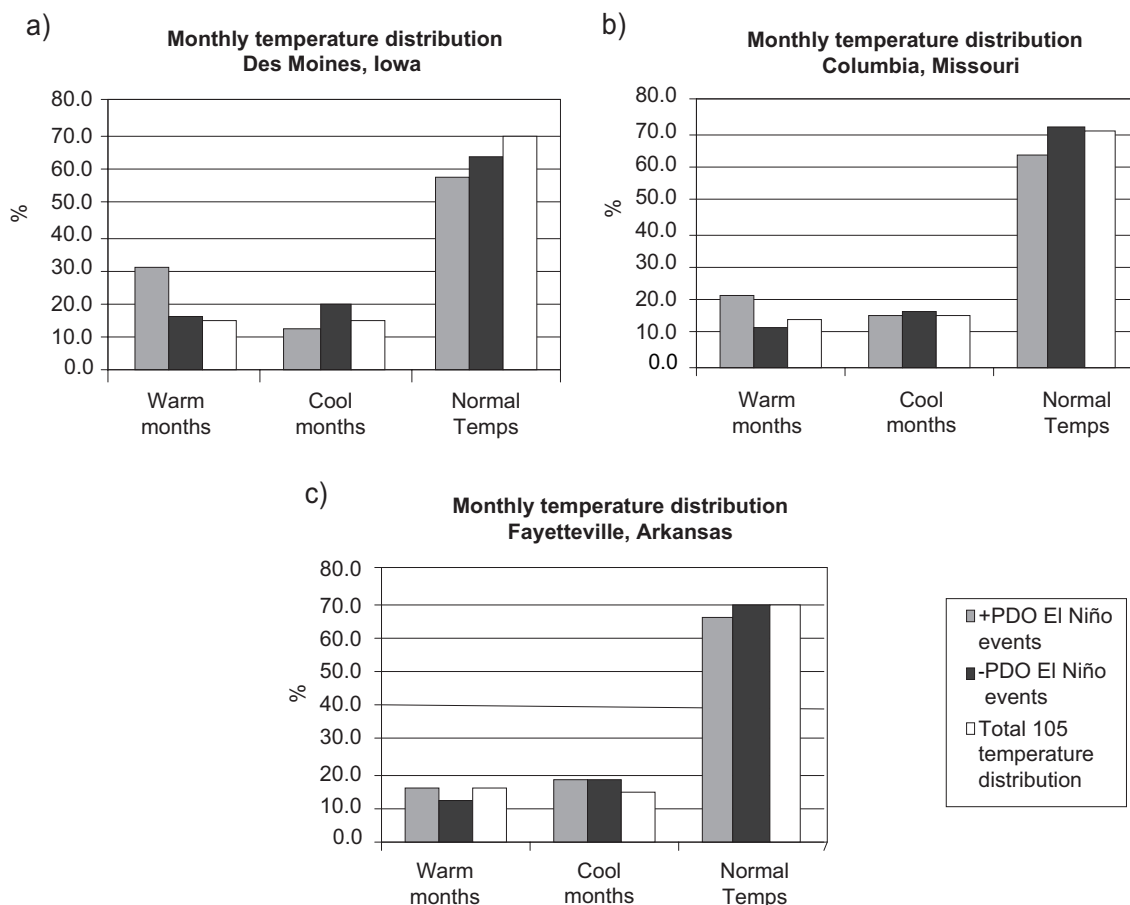 a)
Monthly temperature distribution
Des Moines, Iowa
80.0
70.0
60.0
50.0
40.0
30.0
20.0
10.0
0.0
%
Warm
months
Cool
months
Normal
Temps
b)
Monthly temperature distribution
Columbia, Missouri
80.0
70.0
60.0
50.0
40.0
30.0
20.0
10.0
0.0
%
Warm
months
Cool
months
Normal
Temps
c)
Monthly temperature distribution
Fayetteville, Arkansas
80.0
70.0
60.0
50.0
40.0
30.0
20.0
10.0
0.0
%
Warm
months
Cool
months
Normal
Temps
+PDO El Niño
events
-PDO El Niño
events
Total 105
temperature
distribution